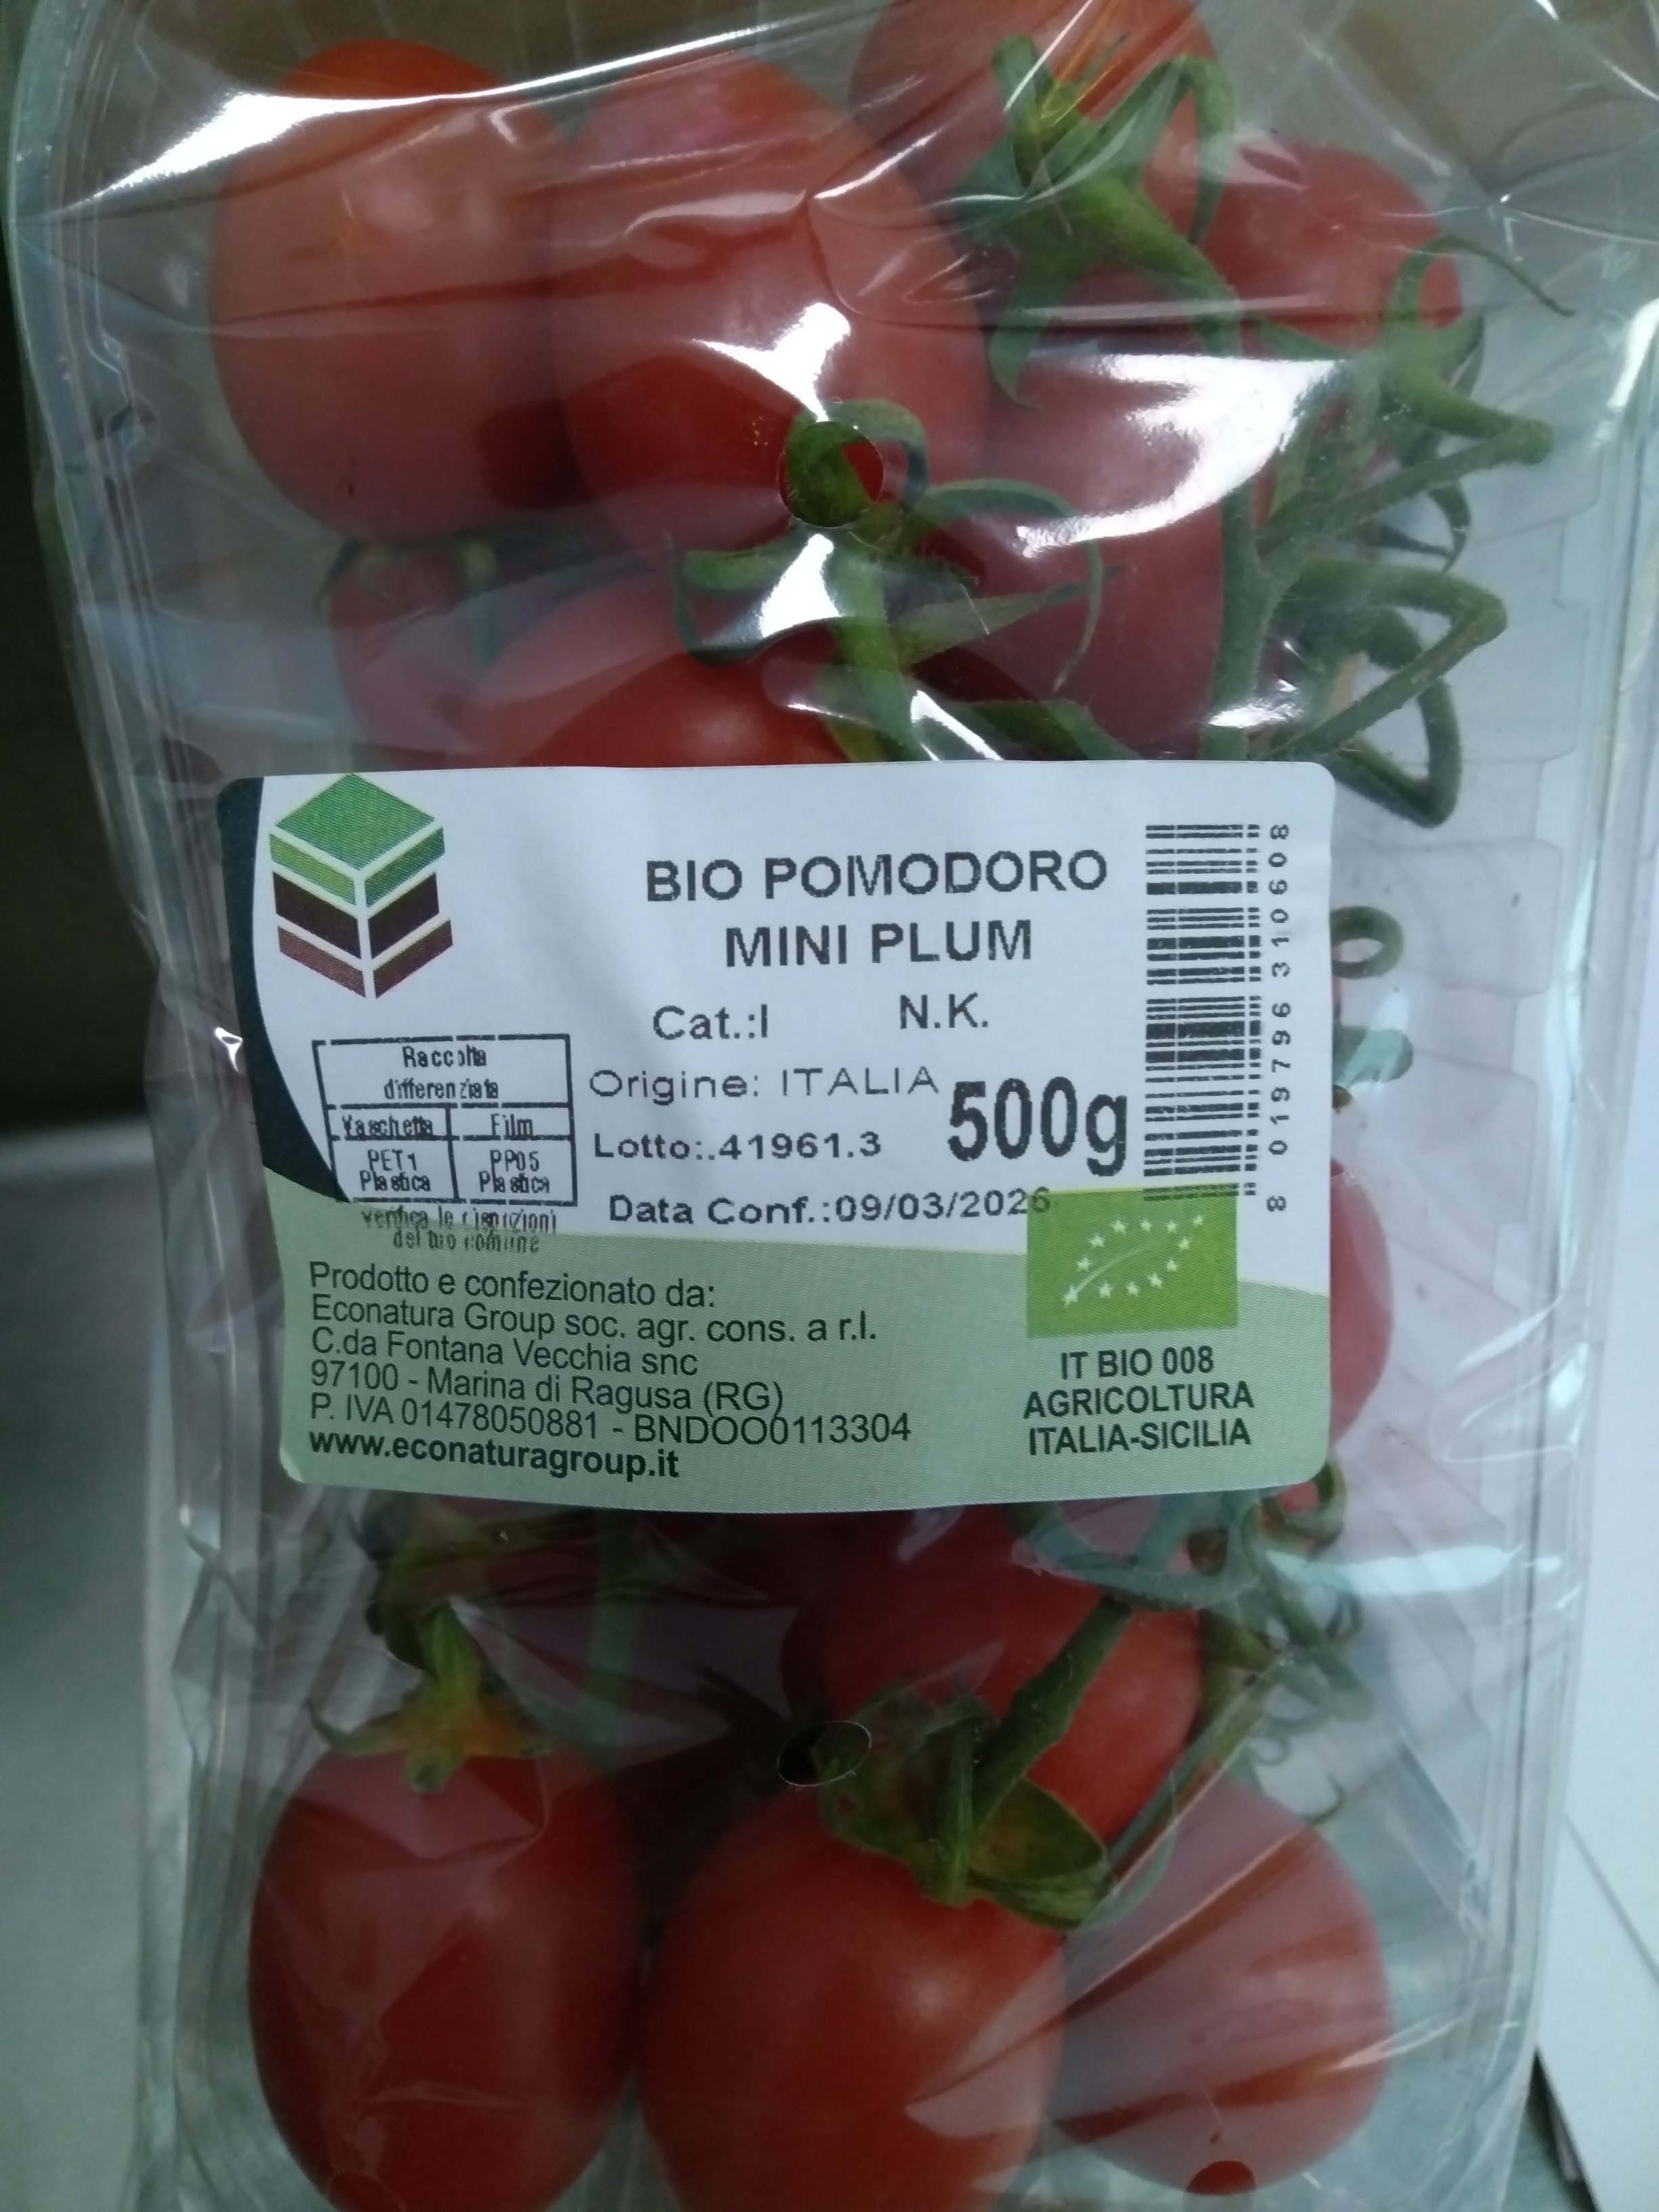 BIO POMODORO
MINI PLUM
Cat.:I N.K.
Origine: ITALIA
500g
Lotto:.41961.3
Data Conf.:09/03/2026
Raccolta
differenziata
Vaschetta Film
PET1 PP05
Plastica Plastica
verifica le disposizioni
del tuo comune
8 019796 310608
Prodotto e confezionato da:
Econatura Group soc. agr. cons. a r.l.
C.da Fontana Vecchia snc
97100 - Marina di Ragusa (RG)
P. IVA 01478050881 - BNDOO0113304
www.econaturagroup.it
IT BIO 008
AGRICOLTURA
ITALIA-SICILIA